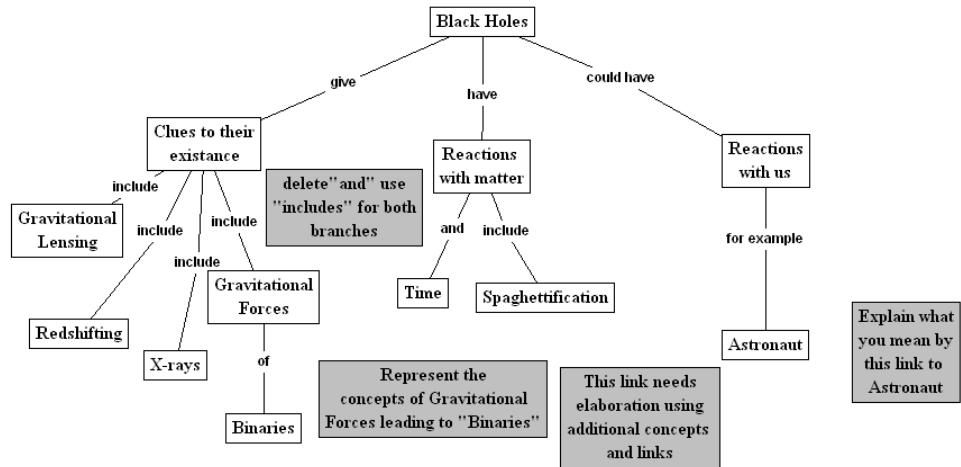 Black Holes
give
have
could have
Clues to their
existance
Reactions
with matter
Reactions
with us
include
include
include
include
delete"and" use
"includes" for both
branches
and
include
for example
Gravitational
Lensing
Redshifting
X-rays
Gravitational
Forces
of
Binaries
Time
Spaghettification
Astronaut
Represent the
concepts of Gravitational
Forces leading to "Binaries"
This link needs
elaboration using
additional concepts
and links
Explain what
you mean by
this link to
Astronaut